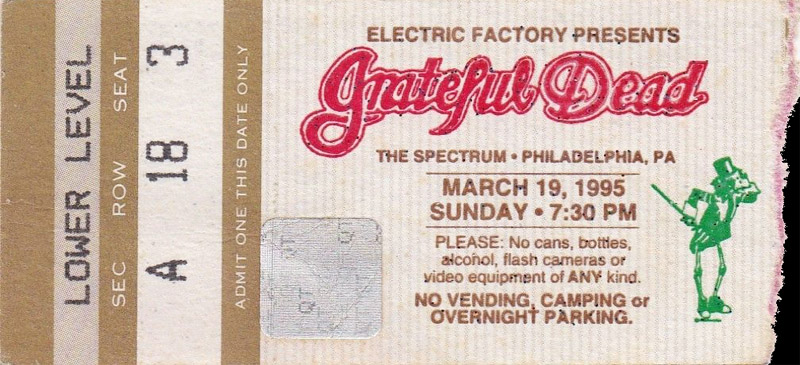 LOWER LEVEL
SEC ROW SEAT
A 18 3
ADMIT ONE THIS DATE ONLY
ELECTRIC FACTORY PRESENTS
Grateful Dead
THE SPECTRUM • PHILADELPHIA, PA
MARCH 19, 1995
SUNDAY • 7:30 PM
PLEASE: No cans, bottles,
alcohol, flash cameras or
video equipment of ANY kind.
NO VENDING, CAMPING or
OVERNIGHT PARKING.